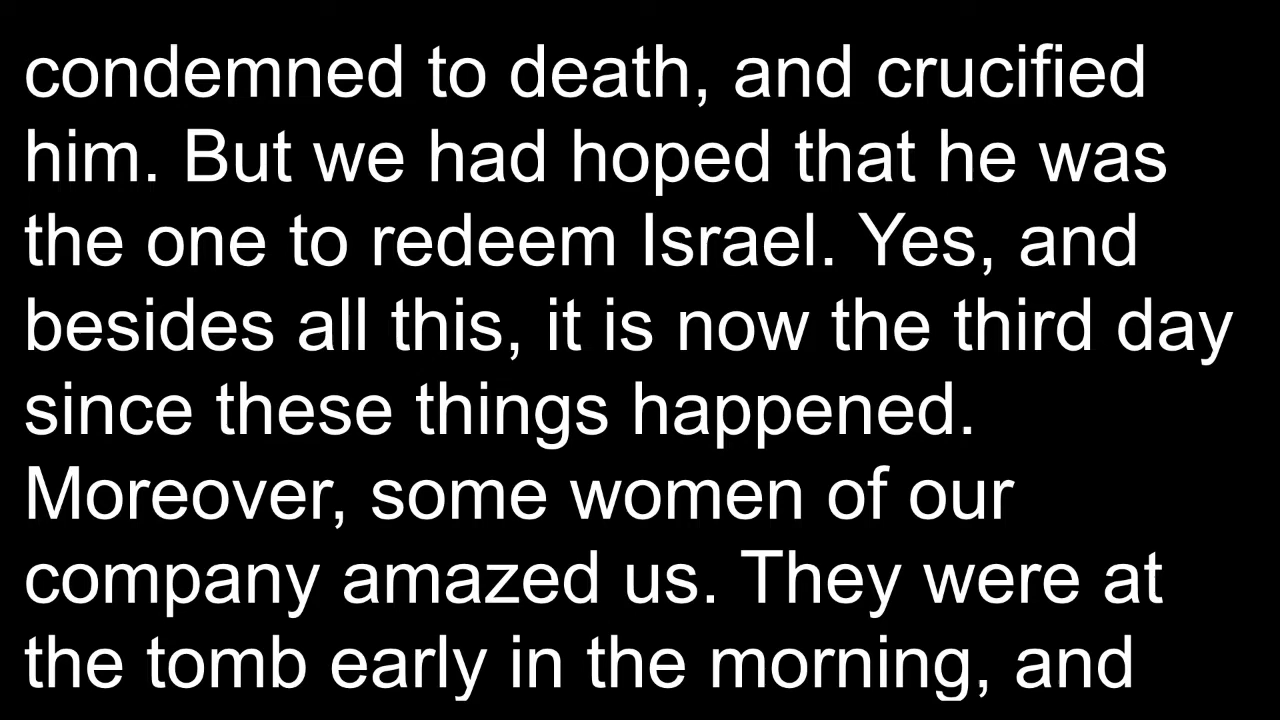 condemned to death, and crucified
him. But we had hoped that he was
the one to redeem Israel. Yes, and
besides all this, it is now the third day
since these things happened.
Moreover, some women of our
company amazed us. They were at
the tomb early in the morning, and